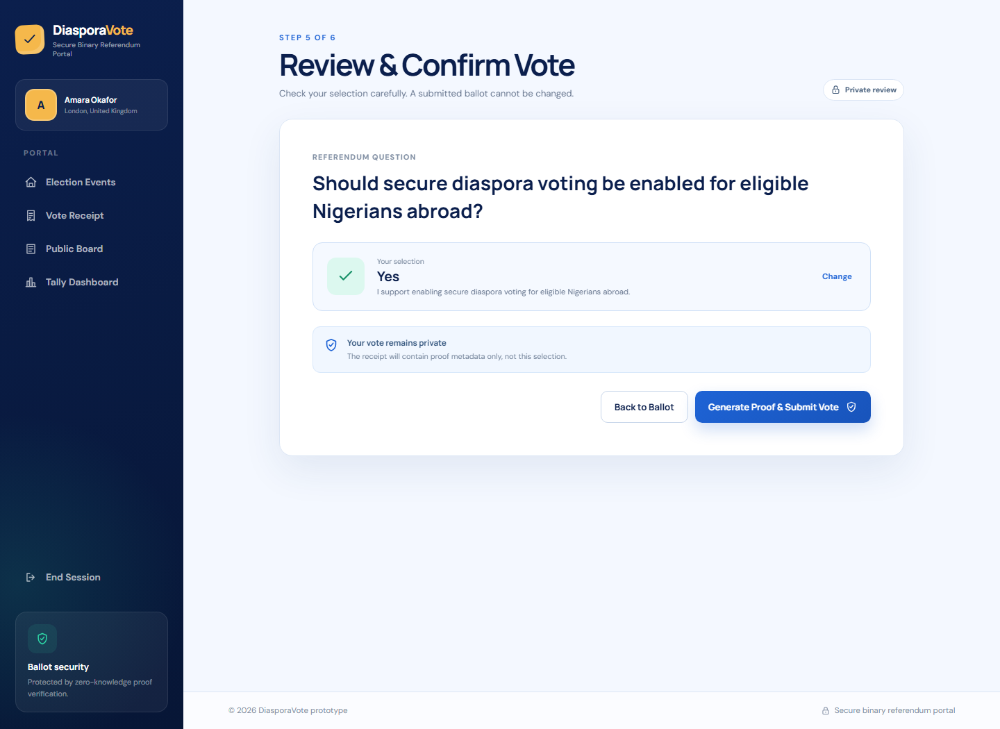 DiasporaVote
Secure Binary Referendum
Portal
A
Amara Okafor
London, United Kingdom
PORTAL
Election Events
Vote Receipt
Public Board
Tally Dashboard
End Session
Ballot security
Protected by zero-knowledge proof
verification.
STEP 5 OF 6
Review & Confirm Vote
Check your selection carefully. A submitted ballot cannot be changed.
Private review
REFERENDUM QUESTION
Should secure diaspora voting be enabled for eligible
Nigerians abroad?
Your selection
Yes
I support enabling secure diaspora voting for eligible Nigerians abroad.
Change
Your vote remains private
The receipt will contain proof metadata only, not this selection.
Back to Ballot
Generate Proof & Submit Vote
© 2026 DiasporaVote prototype
Secure binary referendum portal